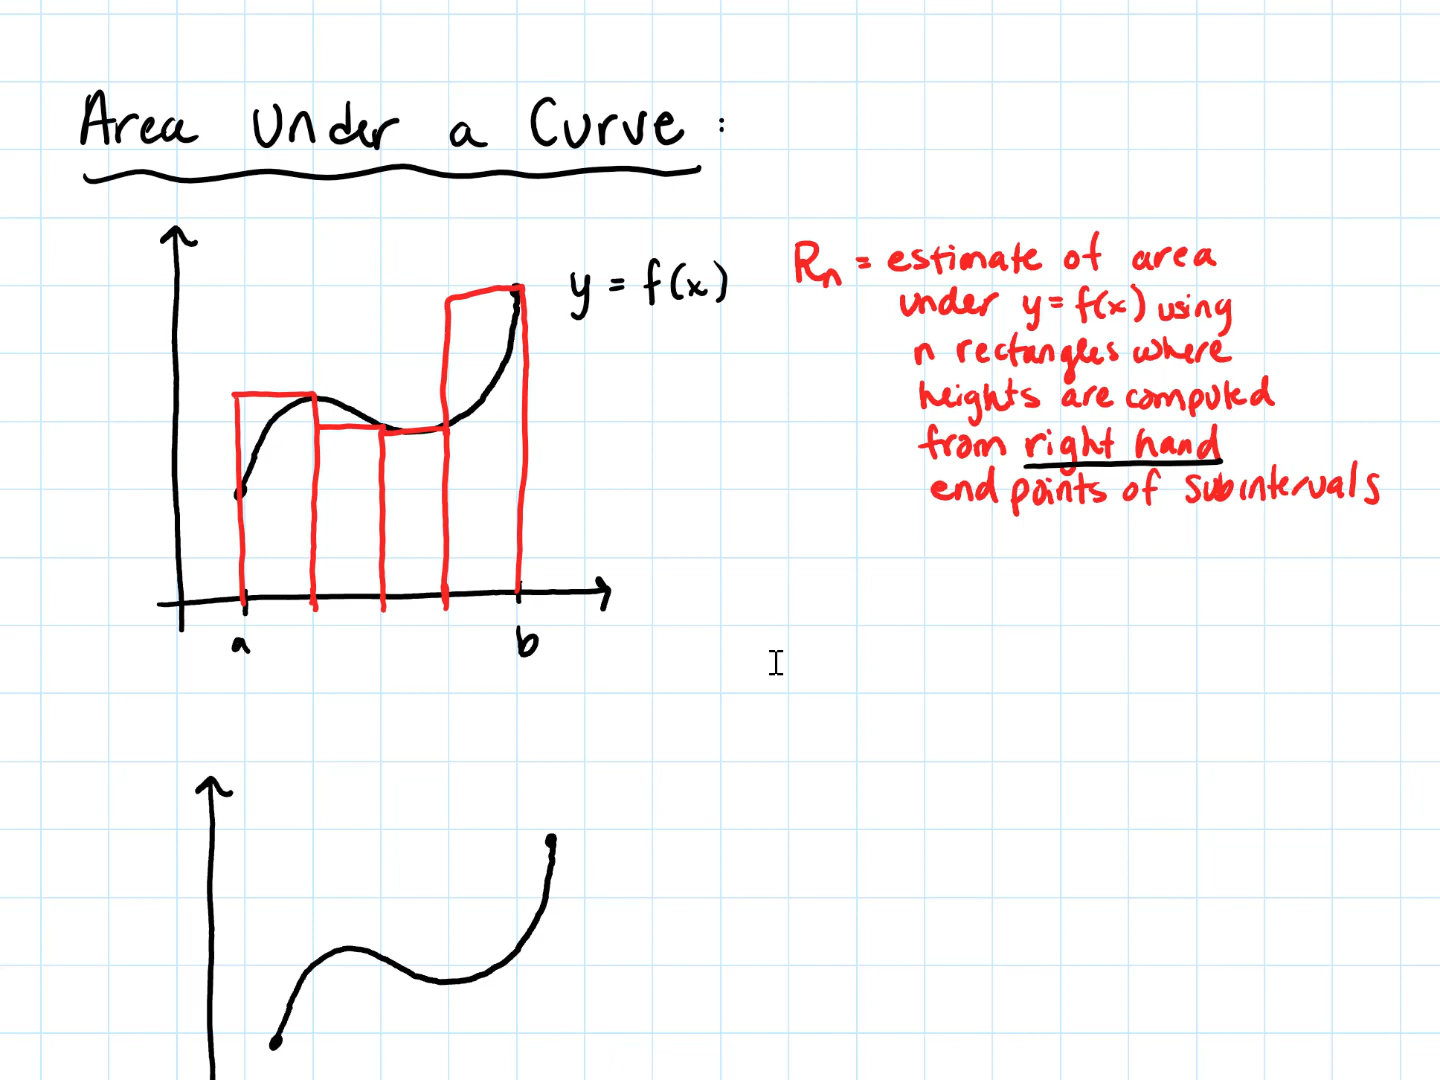 Area Under a Curve :
y = f(x)
Rn = estimate of area
under y = f(x) using
n rectangles where
heights are computed
from right hand
end points of subintervals
a
b